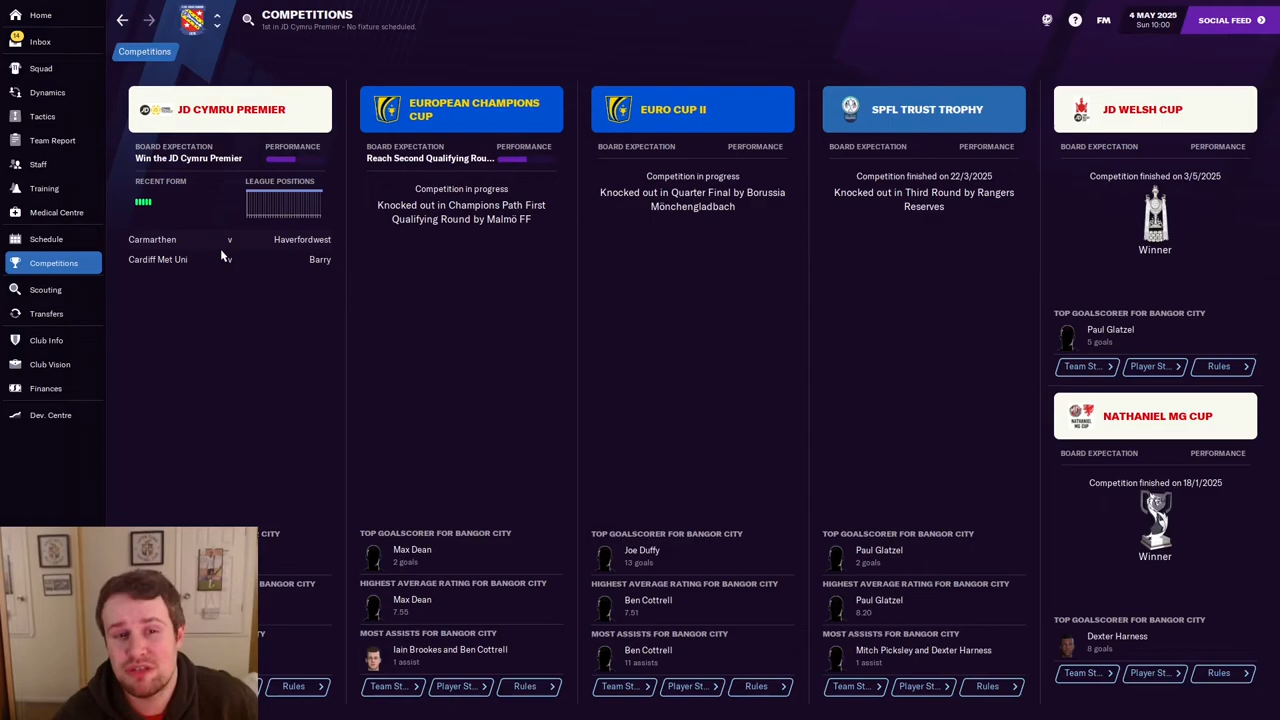 Home
14
Inbox
Squad
Dynamics
Tactics
Team Report
Staff
Training
Medical Centre
Schedule
Competitions
Scouting
Transfers
Club Info
Club Vision
Finances
Dev. Centre
COMPETITIONS
1st in JD Cymru Premier - No fixture scheduled.
?
FM
4 MAY 2025
Sun 10:00
SOCIAL FEED
Competitions
JD JD CYMRU PREMIER
BOARD EXPECTATION PERFORMANCE
Win the JD Cymru Premier
RECENT FORM LEAGUE POSITIONS
Carmarthen v Haverfordwest
Cardiff Met Uni v Barry
Rules
EUROPEAN CHAMPIONS
CUP
BOARD EXPECTATION PERFORMANCE
Reach Second Qualifying Rou...
Competition in progress
Knocked out in Champions Path First
Qualifying Round by Malmö FF
TOP GOALSCORER FOR BANGOR CITY
Max Dean
2 goals
HIGHEST AVERAGE RATING FOR BANGOR CITY
Max Dean
7.55
MOST ASSISTS FOR BANGOR CITY
Iain Brookes and Ben Cottrell
1 assist
Team St... Player St... Rules
EURO CUP II
BOARD EXPECTATION PERFORMANCE
Competition in progress
Knocked out in Quarter Final by Borussia
Mönchengladbach
TOP GOALSCORER FOR BANGOR CITY
Joe Duffy
13 goals
HIGHEST AVERAGE RATING FOR BANGOR CITY
Ben Cottrell
7.51
MOST ASSISTS FOR BANGOR CITY
Ben Cottrell
11 assists
Team St... Player St... Rules
SPFL TRUST TROPHY
BOARD EXPECTATION PERFORMANCE
Competition finished on 22/3/2025
Knocked out in Third Round by Rangers
Reserves
TOP GOALSCORER FOR BANGOR CITY
Paul Glatzel
2 goals
HIGHEST AVERAGE RATING FOR BANGOR CITY
Paul Glatzel
8.20
MOST ASSISTS FOR BANGOR CITY
Mitch Picksley and Dexter Harness
1 assist
Team St... Player St... Rules
JD WELSH CUP
BOARD EXPECTATION PERFORMANCE
Competition finished on 3/5/2025
Winner
TOP GOALSCORER FOR BANGOR CITY
Paul Glatzel
5 goals
Team St... Player St... Rules
NATHANIEL MG CUP
NATHANIEL MG CUP
BOARD EXPECTATION PERFORMANCE
Competition finished on 18/1/2025
Winner
TOP GOALSCORER FOR BANGOR CITY
Dexter Harness
8 goals
Team St... Player St... Rules